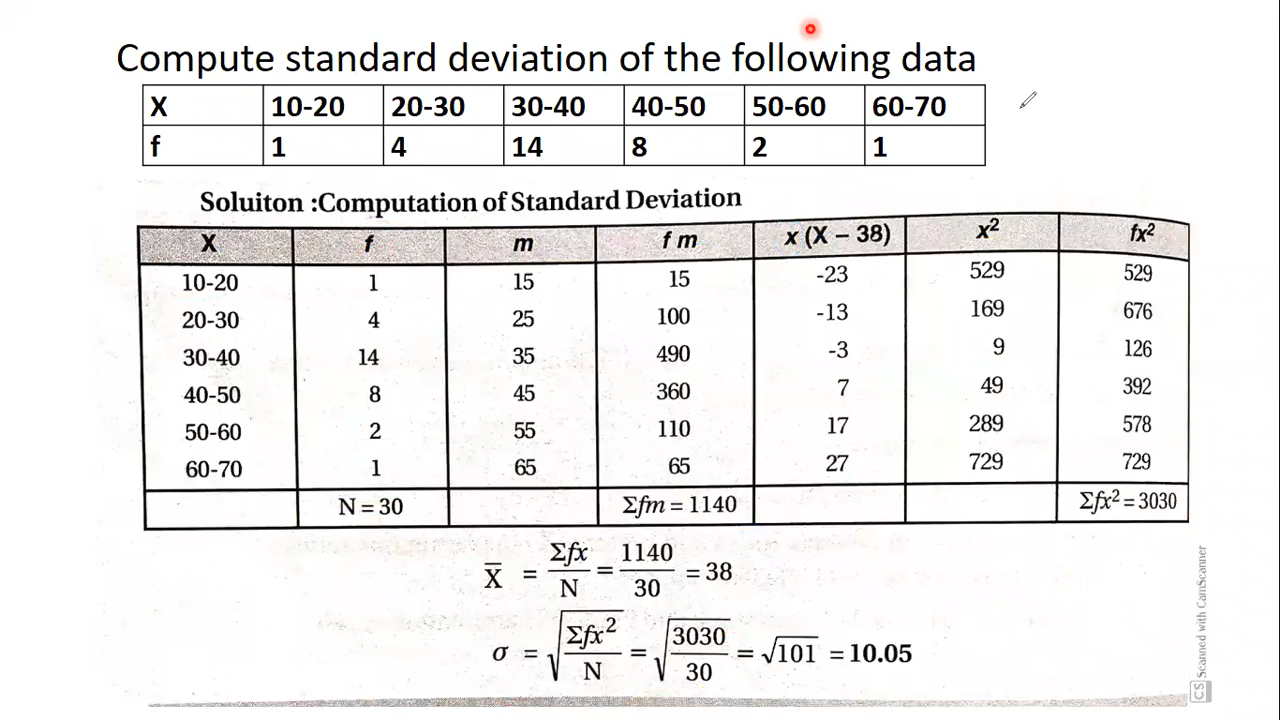 Compute standard deviation of the following data
X 10-20 20-30 30-40 40-50 50-60 60-70
f 1 4 14 8 2 1
Soluiton :Computation of Standard Deviation
X f m f m x (X – 38) x² fx²
10-20 1 15 15 -23 529 529
20-30 4 25 100 -13 169 676
30-40 14 35 490 -3 9 126
40-50 8 45 360 7 49 392
50-60 2 55 110 17 289 578
60-70 1 65 65 27 729 729
N = 30 Σfm = 1140 Σfx² = 3030
X̄ = Σfx / N = 1140 / 30 = 38
σ = √(Σfx² / N) = √(3030 / 30) = √101 = 10.05
CS Scanned with CamScanner